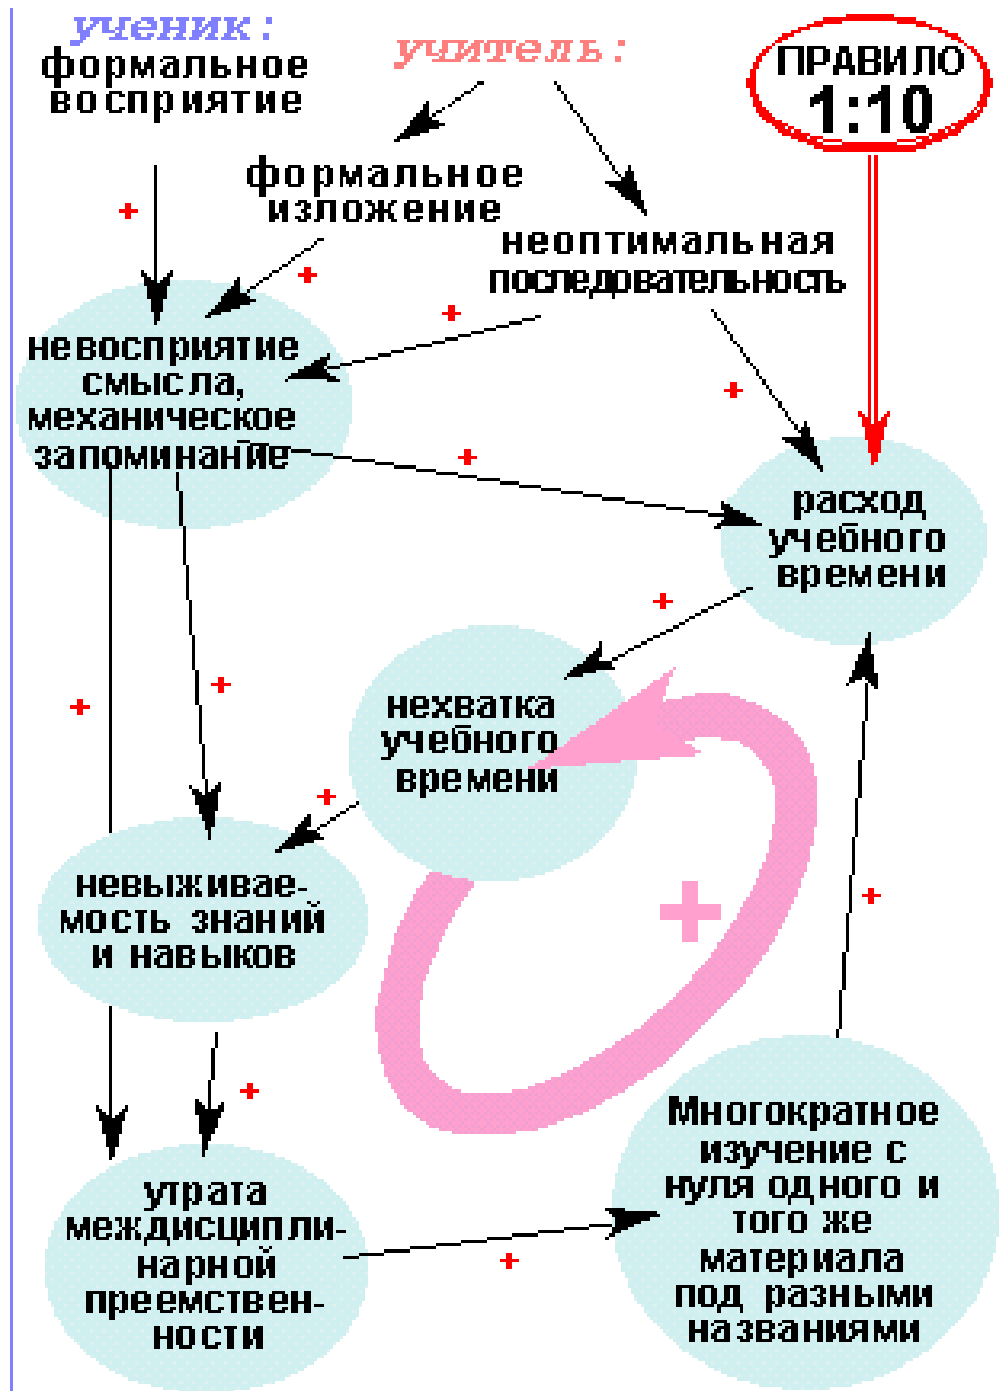 ученик:
формальное
восприятие
учитель:
ПРАВИЛО
1:10
формальное
изложение
неоптимальная
последовательность
+
+
+
+
невосприятие
смысла,
механическое
запоминание
+
расход
учебного
времени
+
+
+
нехватка
учебного
времени
+
невыживае-
мость знаний
и навыков
+
+
+
утрата
междисципли-
нарной
преемствен-
ности
+
Многократное
изучение с
нуля одного и
того же
материала
под разными
названиями